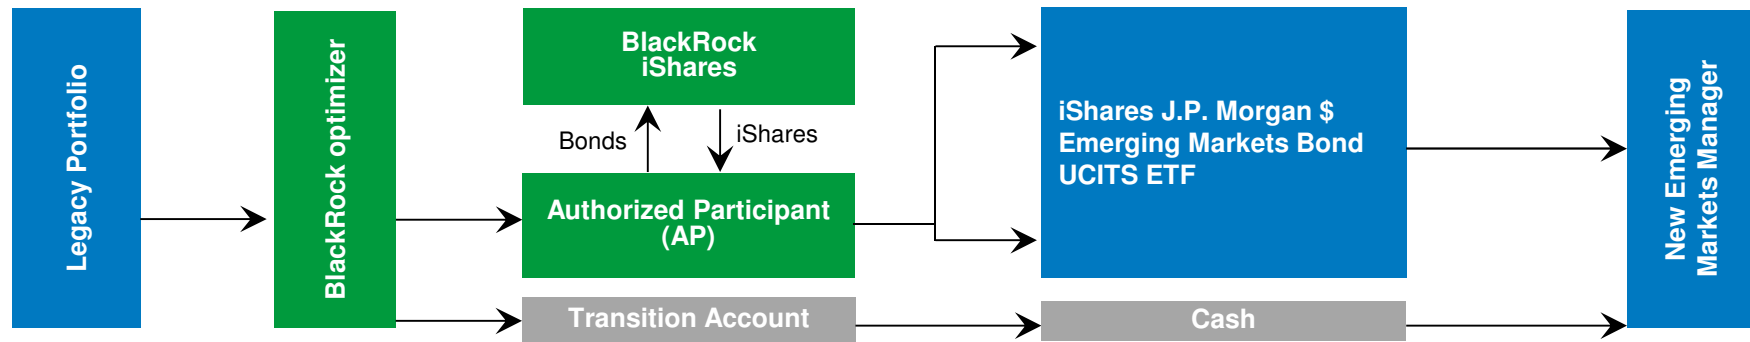 Legacy Portfolio
BlackRock optimizer
BlackRock
iShares
Bonds
iShares
Authorized Participant
(AP)
Transition Account
iShares J.P. Morgan $
Emerging Markets Bond
UCITS ETF
Cash
New Emerging
Markets Manager